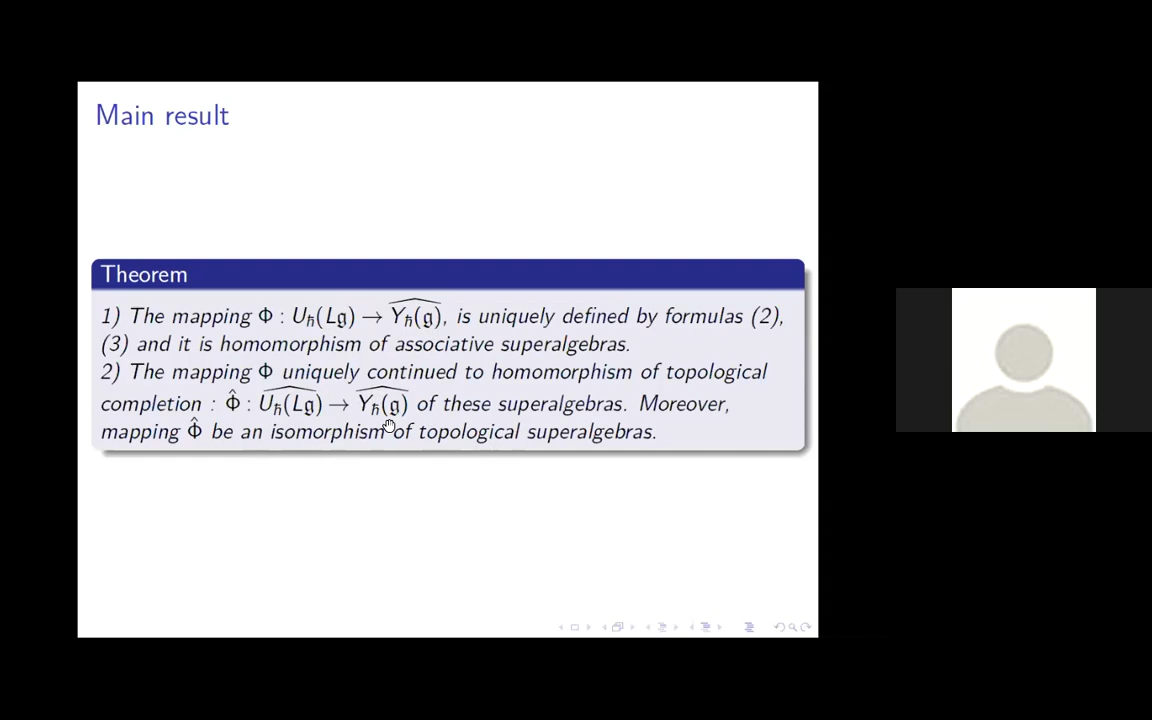 Main result
Theorem
1) The mapping Φ : U_ℏ(L𝔤) → \widehat{Y_ℏ(𝔤)}, is uniquely defined by formulas (2),
(3) and it is homomorphism of associative superalgebras.
2) The mapping Φ uniquely continued to homomorphism of topological
completion : \hat{Φ} : \widehat{U_ℏ(L𝔤)} → \widehat{Y_ℏ(𝔤)} of these superalgebras. Moreover,
mapping \hat{Φ} be an isomorphism of topological superalgebras.